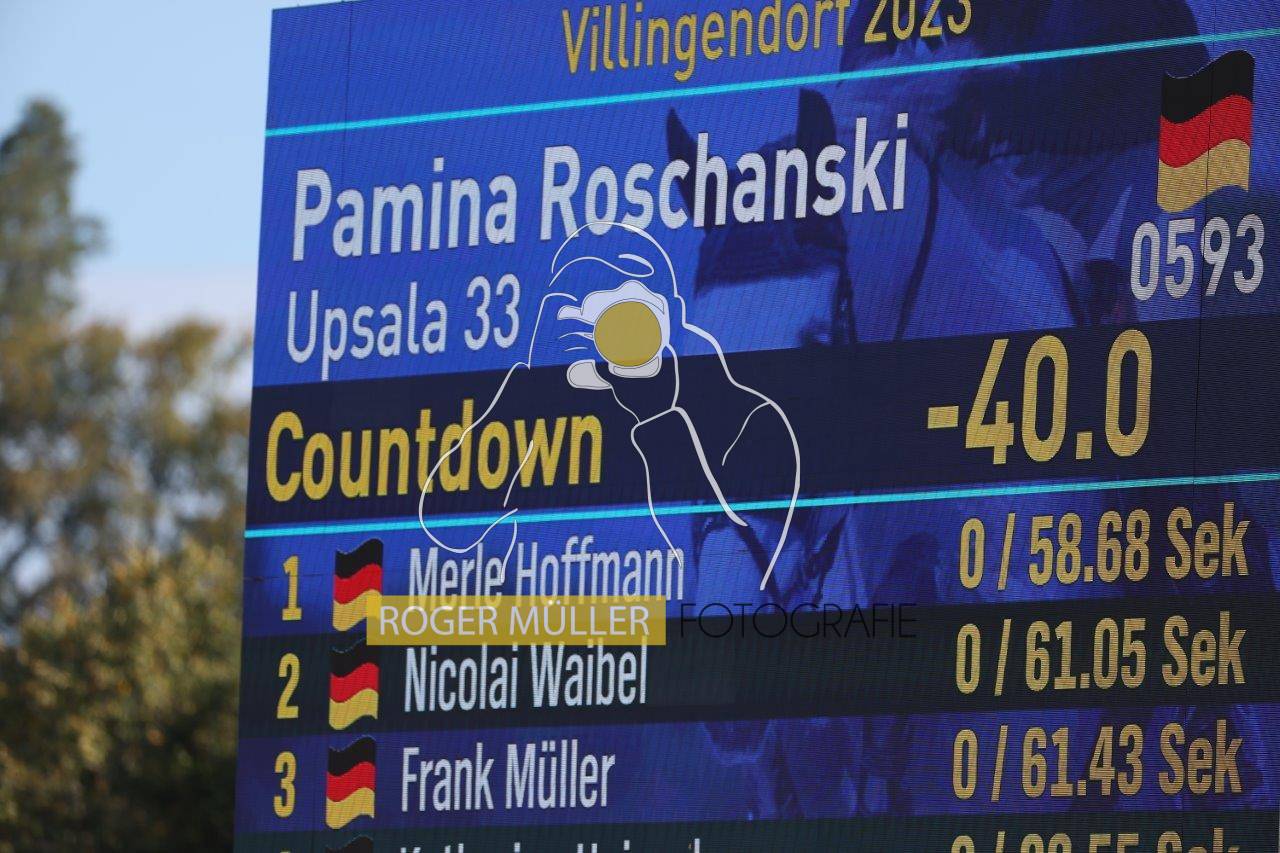 Villingendorf 2023
Pamina Roschanski
0593
Upsala 33
Countdown -40.0
1 Merle Hoffmann 0 / 58.68 Sek
ROGER MÜLLER FOTOGRAFIE
2 Nicolai Waibel 0 / 61.05 Sek
3 Frank Müller 0 / 61.43 Sek